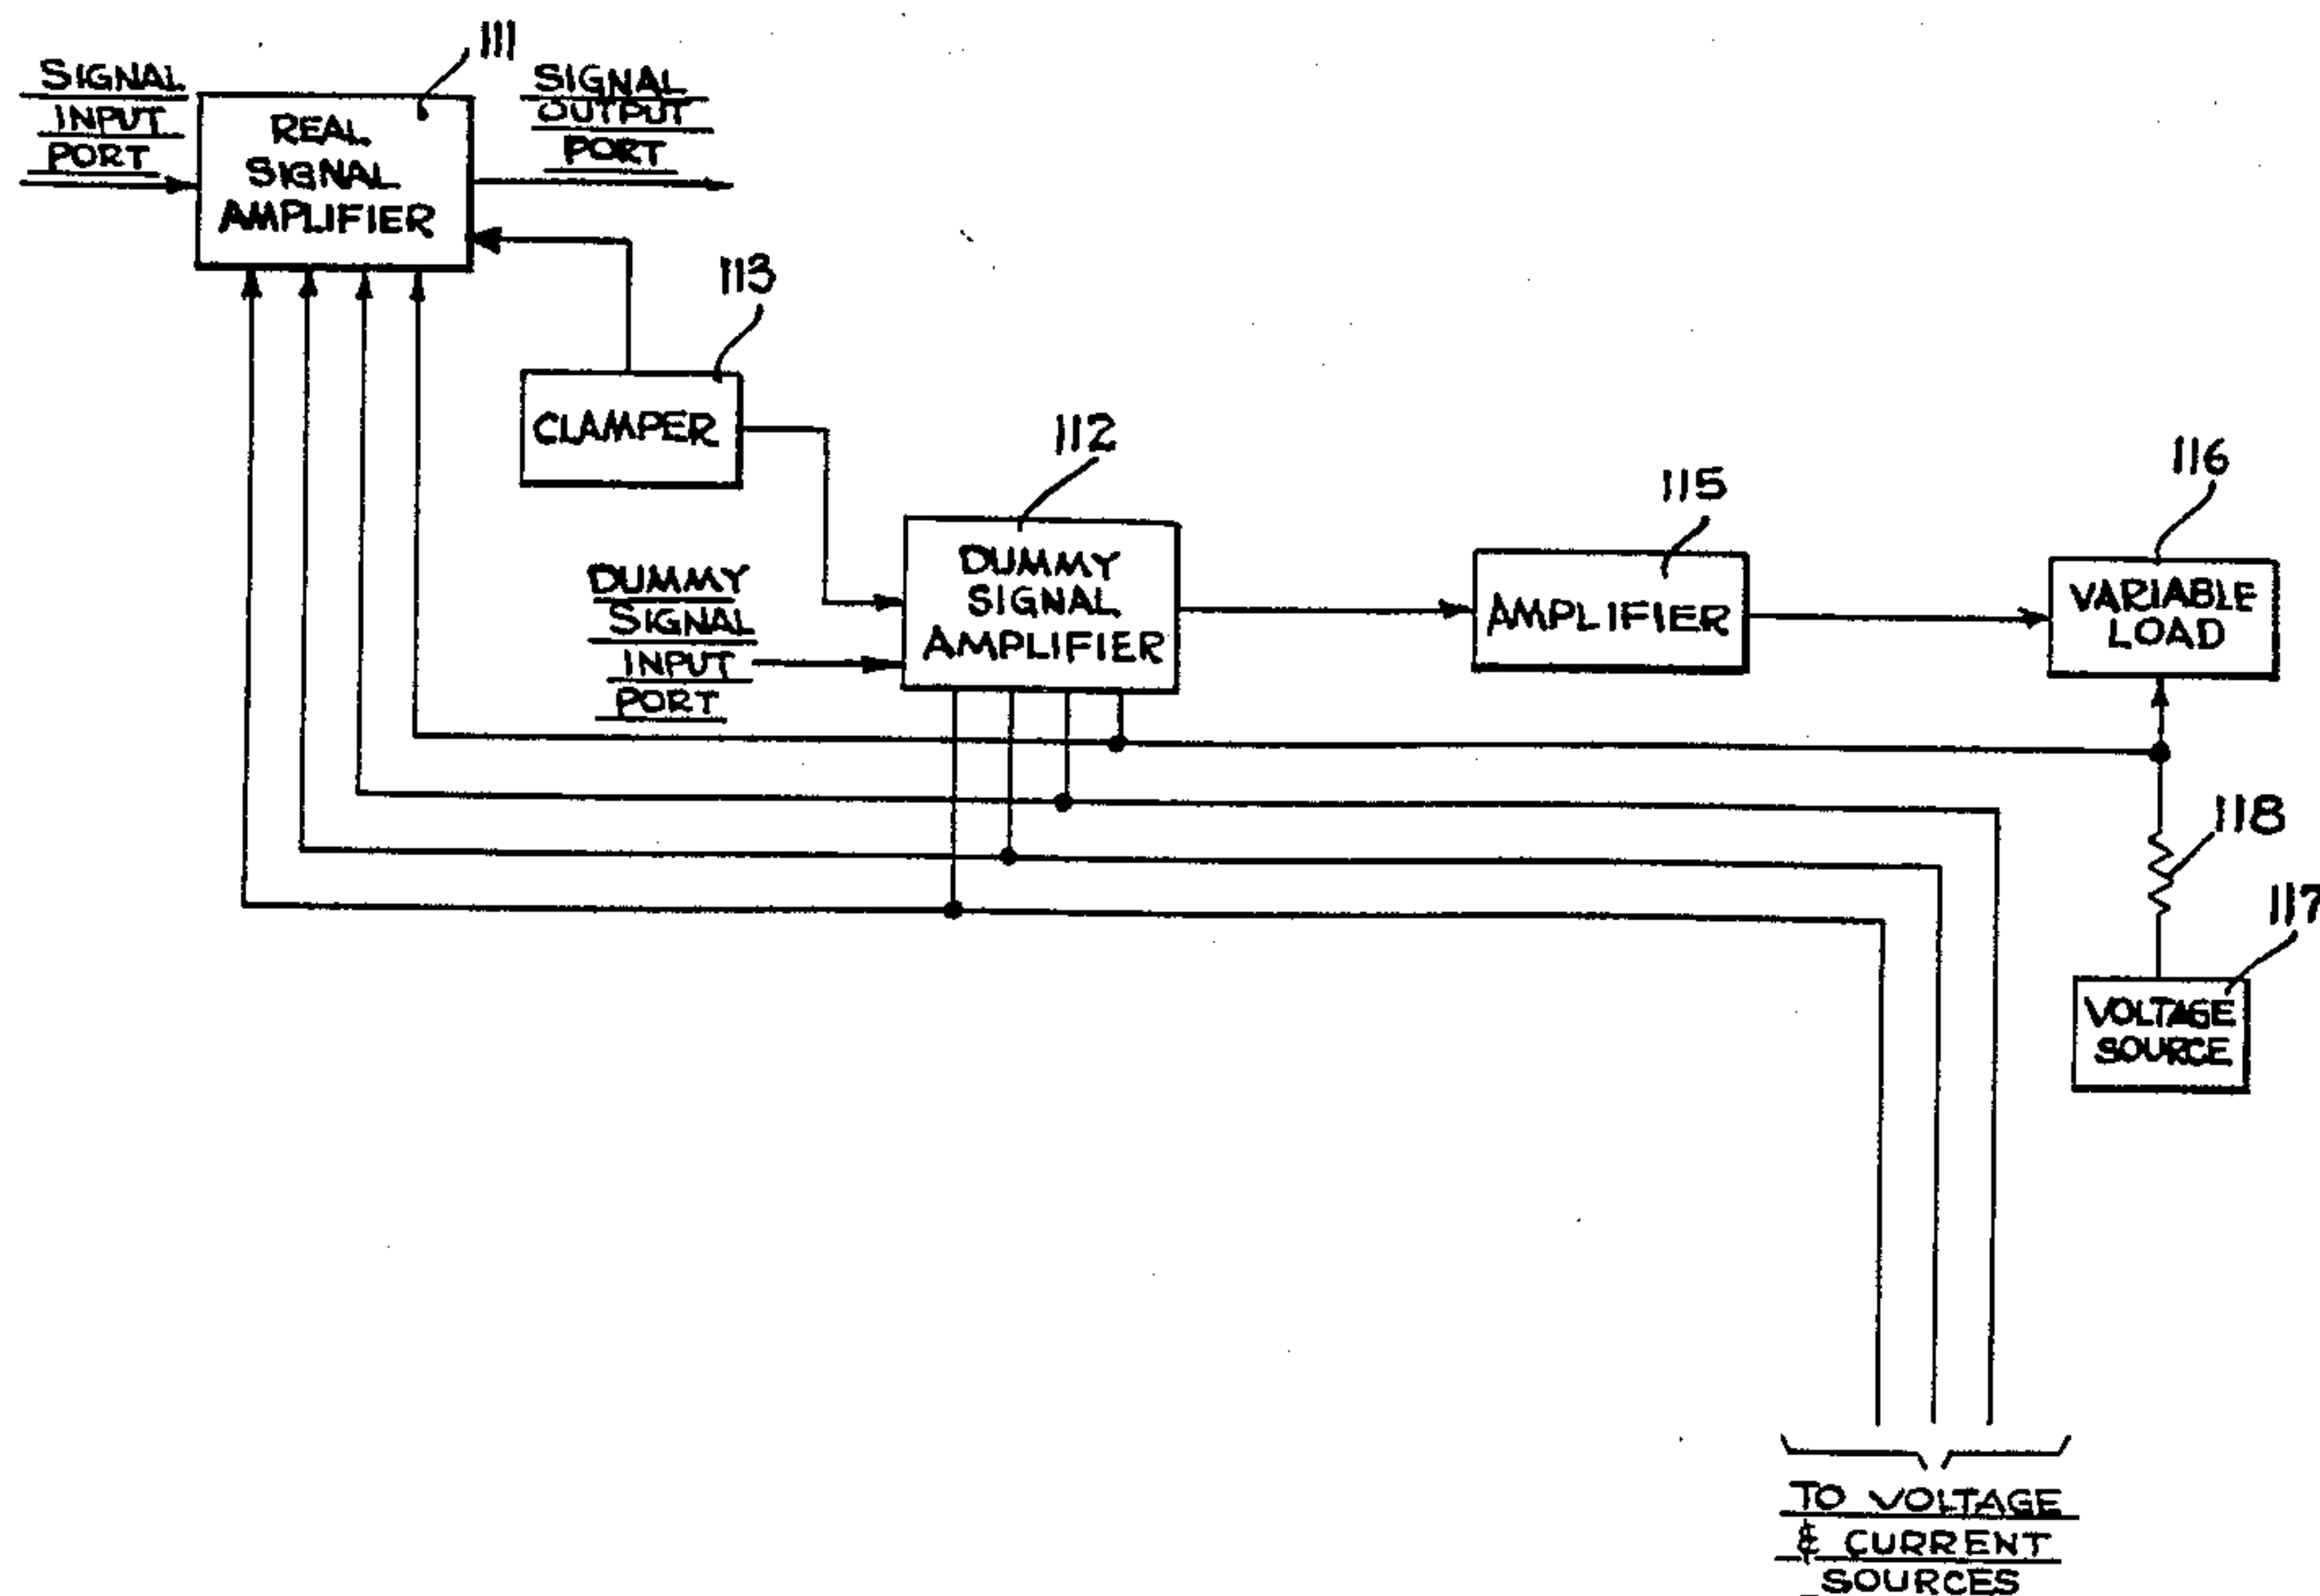 111
SIGNAL
INPUT
PORT
REAL
SIGNAL
AMPLIFIER
SIGNAL
OUTPUT
PORT
113
CLAMPER
112
DUMMY
SIGNAL
INPUT
PORT
DUMMY
SIGNAL
AMPLIFIER
115
AMPLIFIER
116
VARIABLE
LOAD
118
117
VOLTAGE
SOURCE
TO VOLTAGE
& CURRENT
SOURCES